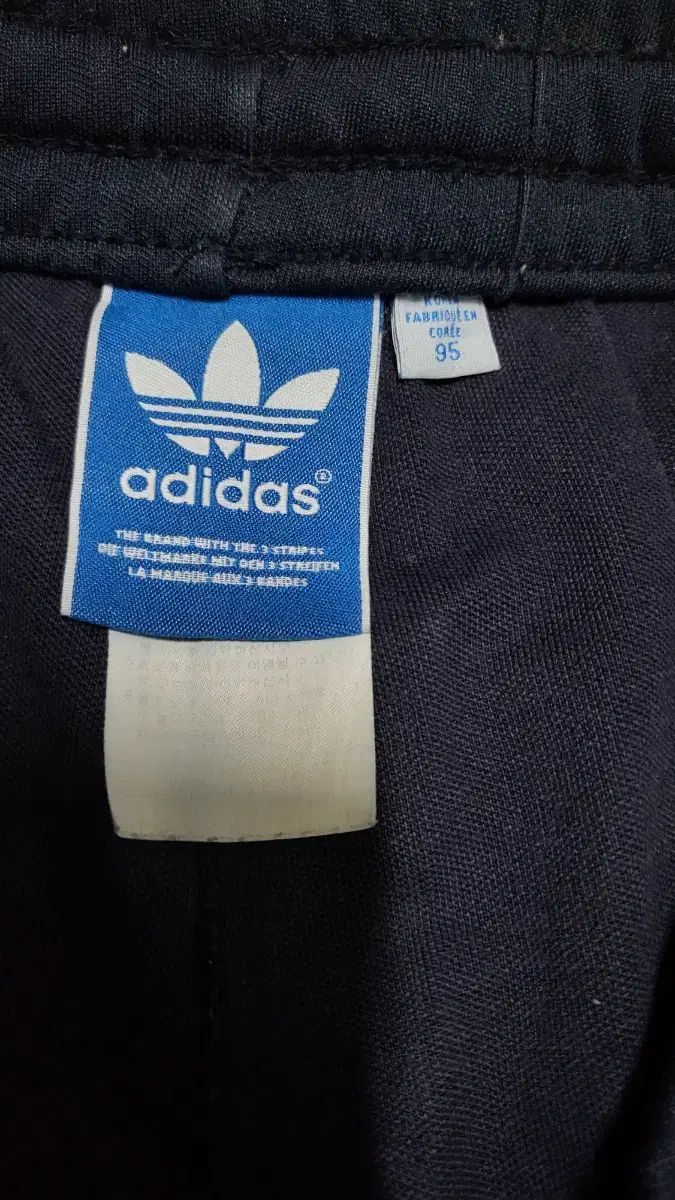 adidas®
THE BRAND WITH THE 3 STRIPES
DIE WELTMARKE MIT DEN 3 STREIFEN
LA MARQUE AUX 3 BANDES
KOREA
FABRIQUÉ EN
CORÉE
95